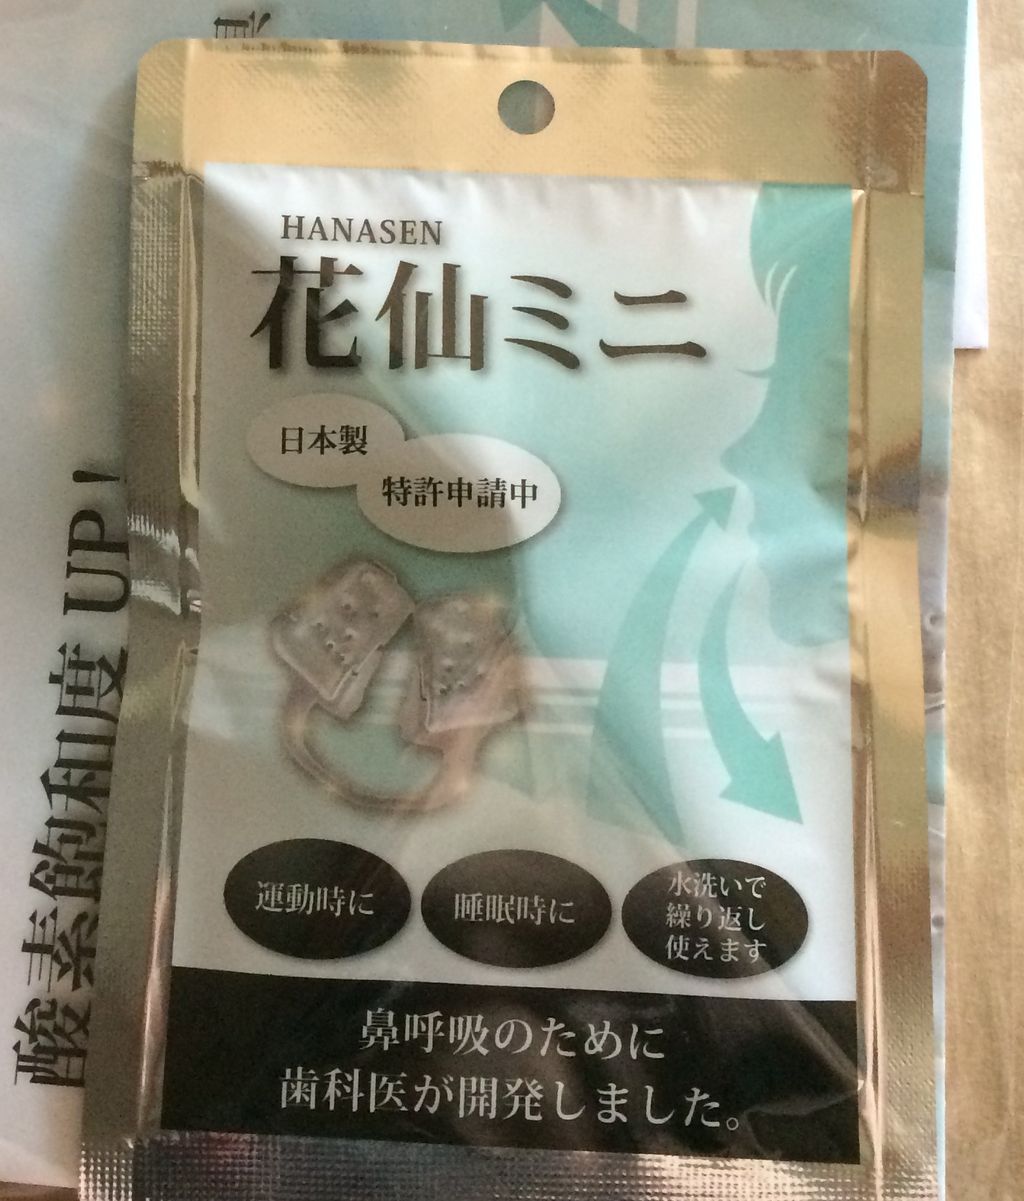 HANASEN
花仙ミニ
日本製
特許申請中
運動時に
睡眠時に
水洗いで
繰り返し
使えます
鼻呼吸のために
歯科医が開発しました。
酸素飽和度 UP！